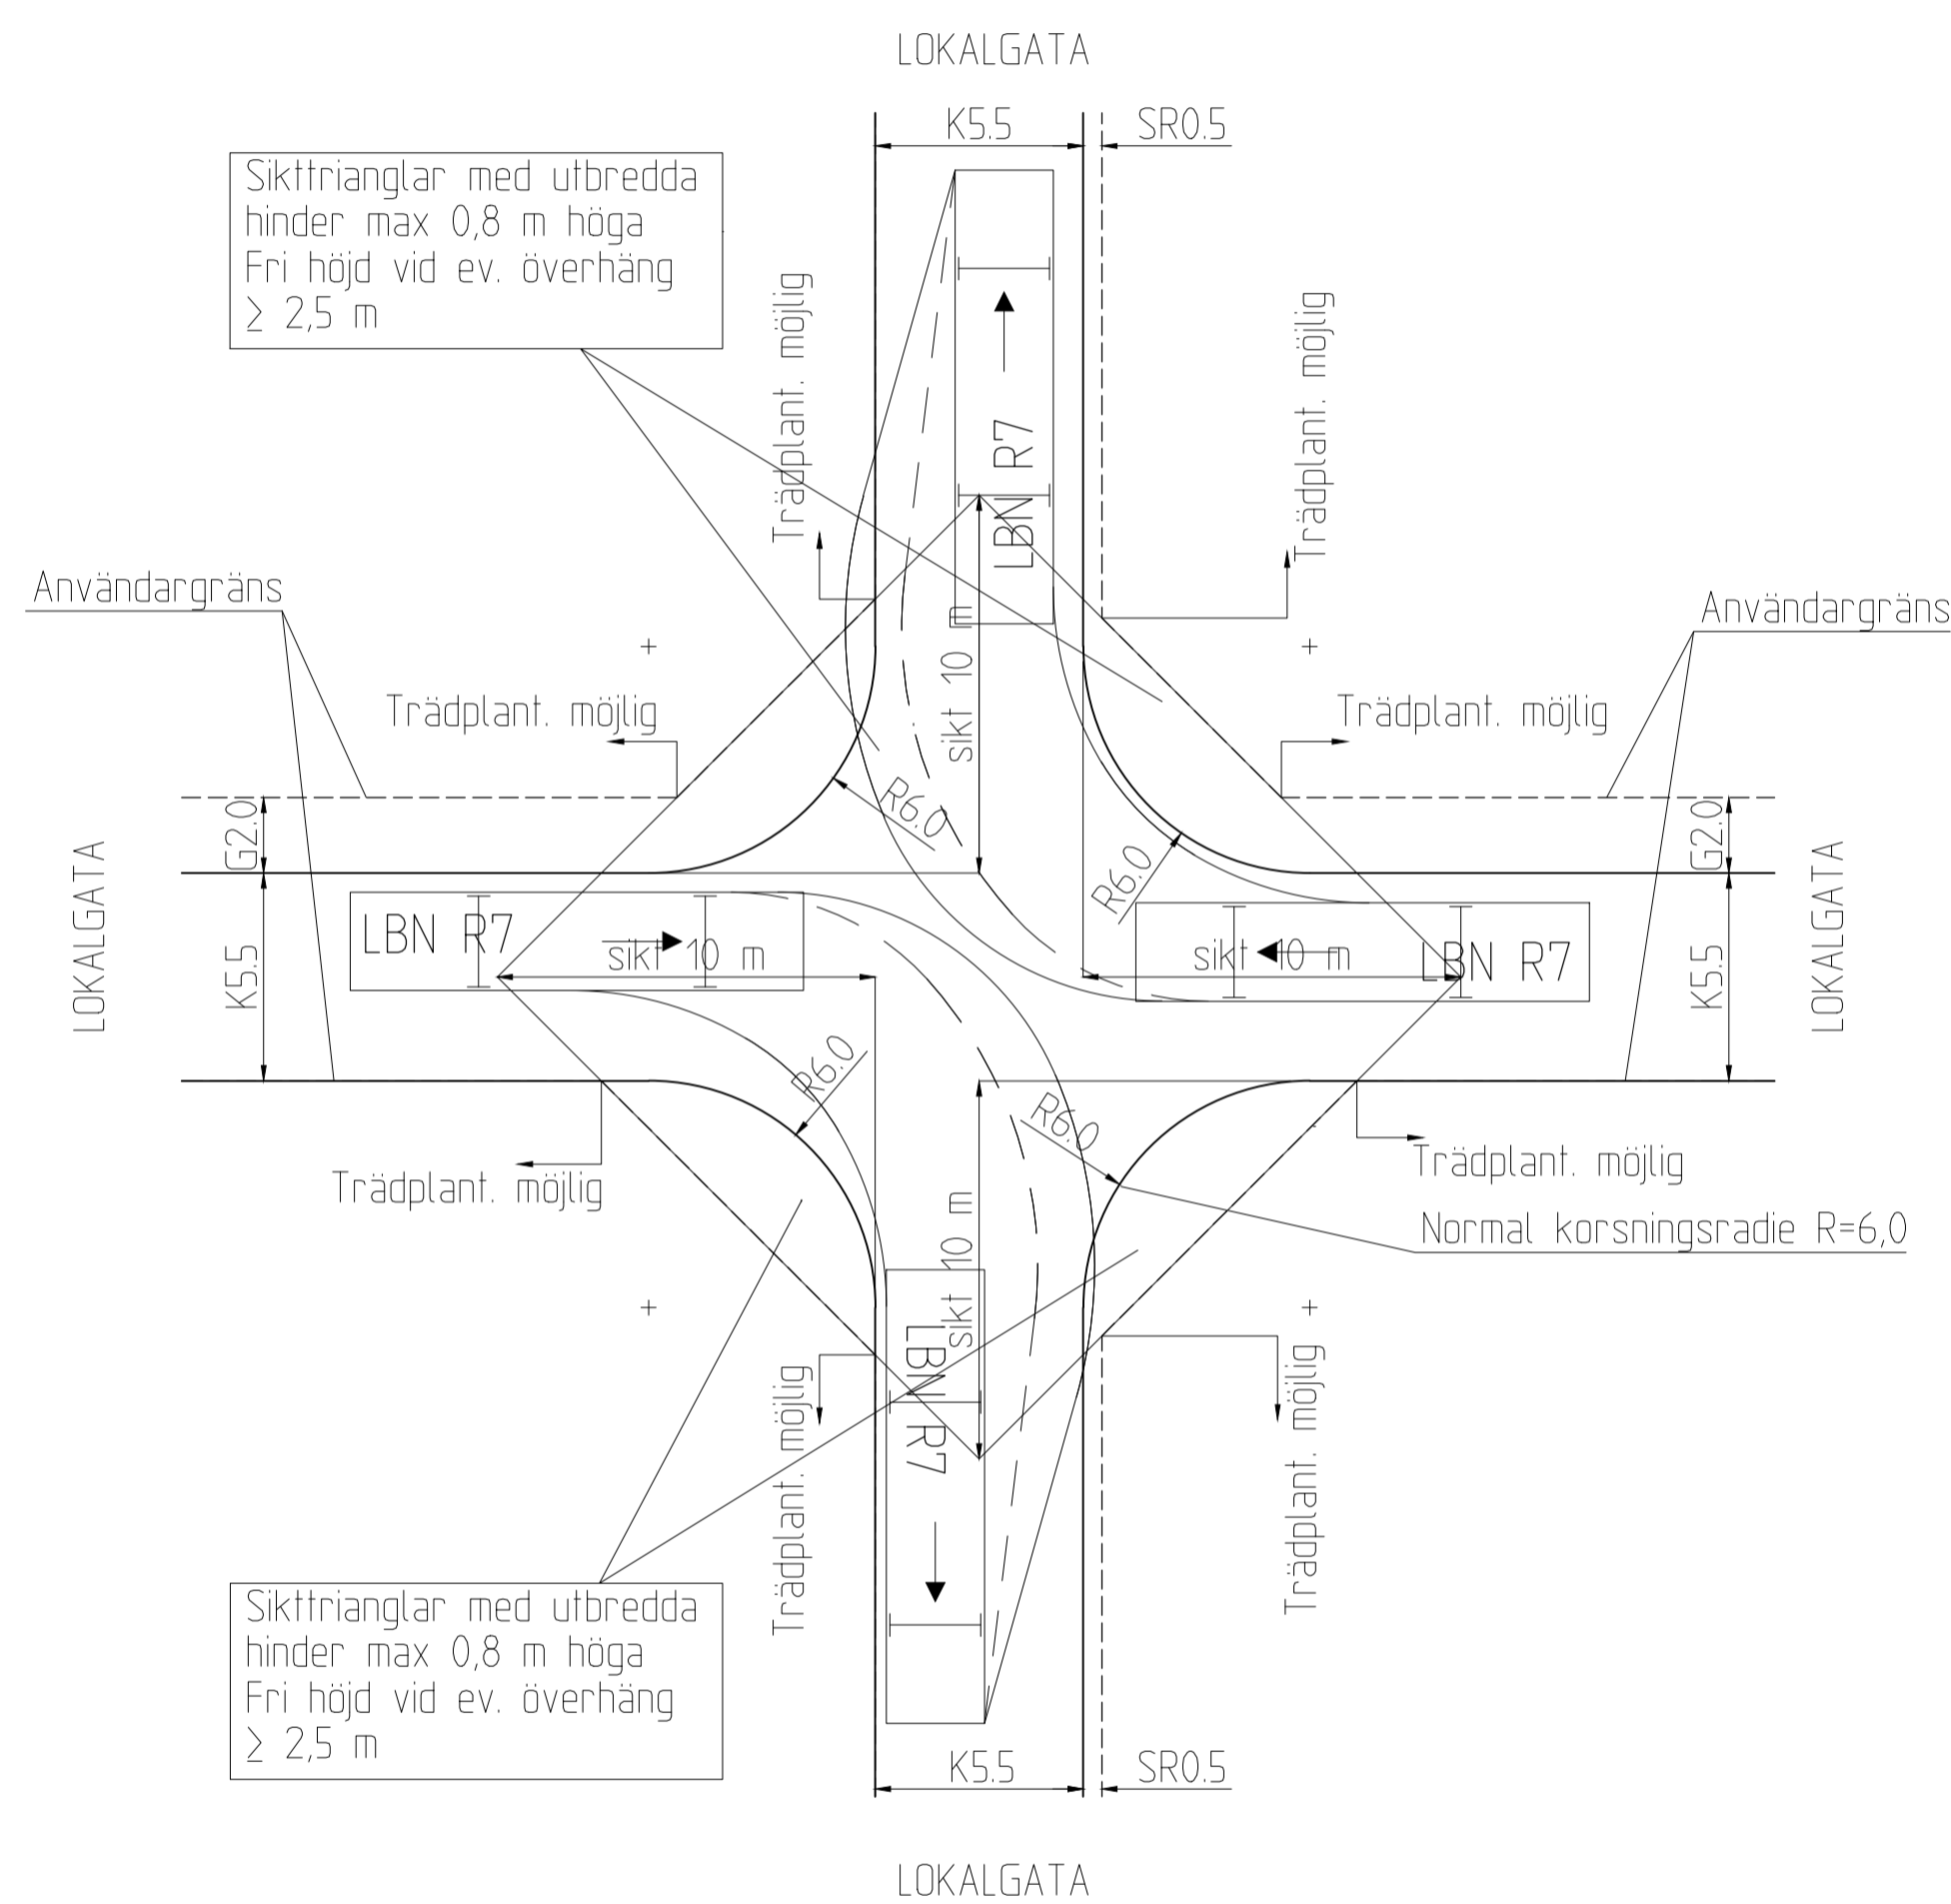 LOKALGATA
K5.5
SR0.5
Sikttrianglar med utbredda
hinder max 0,8 m höga
Fri höjd vid ev. överhäng
≥ 2,5 m
Trädplant. möjlig
Trädplant. möjlig
LBN R7
Användargräns
Användargräns
sikt 10 m
Trädplant. möjlig
Trädplant. möjlig
R6.0
R6.0
G2.0
G2.0
LOKALGATA
K5.5
LBN R7
sikt 10 m
sikt 10 m
LBN R7
K5.5
LOKALGATA
R6.0
R6.0
Trädplant. möjlig
Trädplant. möjlig
Normal korsningsradie R=6,0
sikt 10 m
LBN R7
Trädplant. möjlig
Trädplant. möjlig
Sikttrianglar med utbredda
hinder max 0,8 m höga
Fri höjd vid ev. överhäng
≥ 2,5 m
K5.5
SR0.5
LOKALGATA